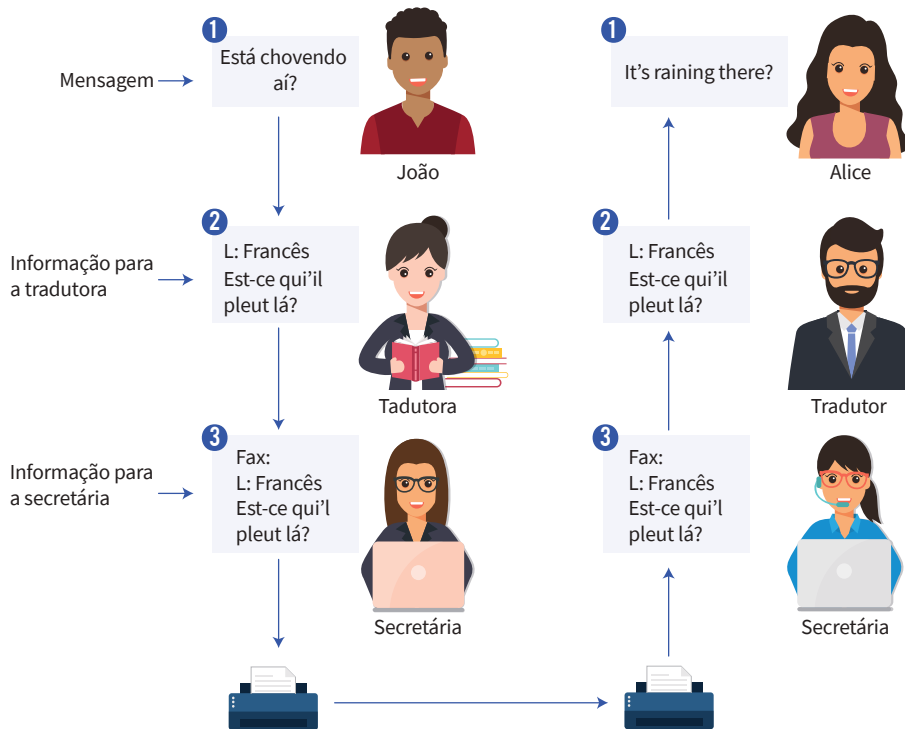 1
Está chovendo
aí?
Mensagem
João
1
It's raining there?
Alice
2
L: Francês
Est-ce qui'il
pleut lá?
Informação para
a tradutora
Tadutora
2
L: Francês
Est-ce qui'il
pleut lá?
Tradutor
3
Fax:
L: Francês
Est-ce qui'l
pleut lá?
Informação para
a secretária
Secretária
3
Fax:
L: Francês
Est-ce qui'l
pleut lá?
Secretária